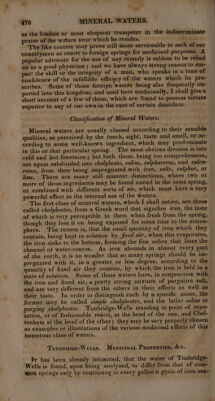 470 MINERAL WATERS.
as the loudest or most eloquent trumpeter in the indiscriminate
praise of the waters near which he resides.
The like caution may prove still more serviceable to such of our
countrymen as resort to foreign springs for medicinal purposes. A
popular advocate for the use of any remedy is seldom to be relied
on as a good physician; and we have always strong reason to sus-
pect the skill or the integrity of a man, who speaks in a tone of
confidence of the infallible efficacy of the waters which he pre-
scribes. Some of those foreign waters being also frequently im-
ported into this kingdom, and used here medicinally, I shall give a
short account of a few of them, which are found to possess virtues
superior to any of our own in the cure of certain disorders.
Classification of Mineral Waters.
Mineral waters are usually classed according to their sensible
qualities, as perceived by the touch, sight, taste and smell, or ac-
cording to some well-known ingredient, which may predominate
in this or that particular spring. The most obvious division is into
cold and hot fountains; but both these, being too comprehensive,
are again subdivided into chalybeate, saline, sulphureous, and calca-
reous, from their being impregnated with iron, salts, sulphur, or
lime. There are many still minuter distinctions, where two or
more of those ingredients may be found united in the same spring,
or combined with different sorts of air, which must have a very
powerful effect in the internal use of the waters.
The first class of mineral waters, which I shall notice, are those
called chalybeates, from a Greek word that signifies iron, the taste
of which is very perceptible in them when fresh from the spring,
though they lose it on being exposed for some time to the atmos-
phere. The reason is, that the small quantity of iron which they
contain, being kept in solution by fixed air, when this evaporates,
the iron sinks to the bottom, forming the fine ochre that lines the
channel or water-course. As iron abounds in almost every part
of the earth, it is no wonder that so many springs should be im-
pregnated with it, in a greater or less degree, according to the
quantity of fixed air they contain, by which the iron is held in a
state of solution. Some of these waters have, in conjunction with
the iron and fixed air, a pretty strong mixture of purgative salt,
and are very different from the others in their effects as well as
their taste. In order to distinguish each by a specific name, the
former may be called simple chalybeates, and the latter saline or
purging chalybeates. Tunbridge-Wells standing in point of repu-
tation, or of fashionable resort, at the head of the one, and Chel-
tenham at the head of the other; they may be very properly chosen
as examples or illustrations of the various medicinal effects of this
numerous class of waters.
Tunbridge-Wells. Medicinal Properties, &c.
It has been already intimated, that the water of Tunbridge-
Wells is found, upon being analyzed, to differ from that of com-
mon springs only by containing in every gallon a grain of iron sus-